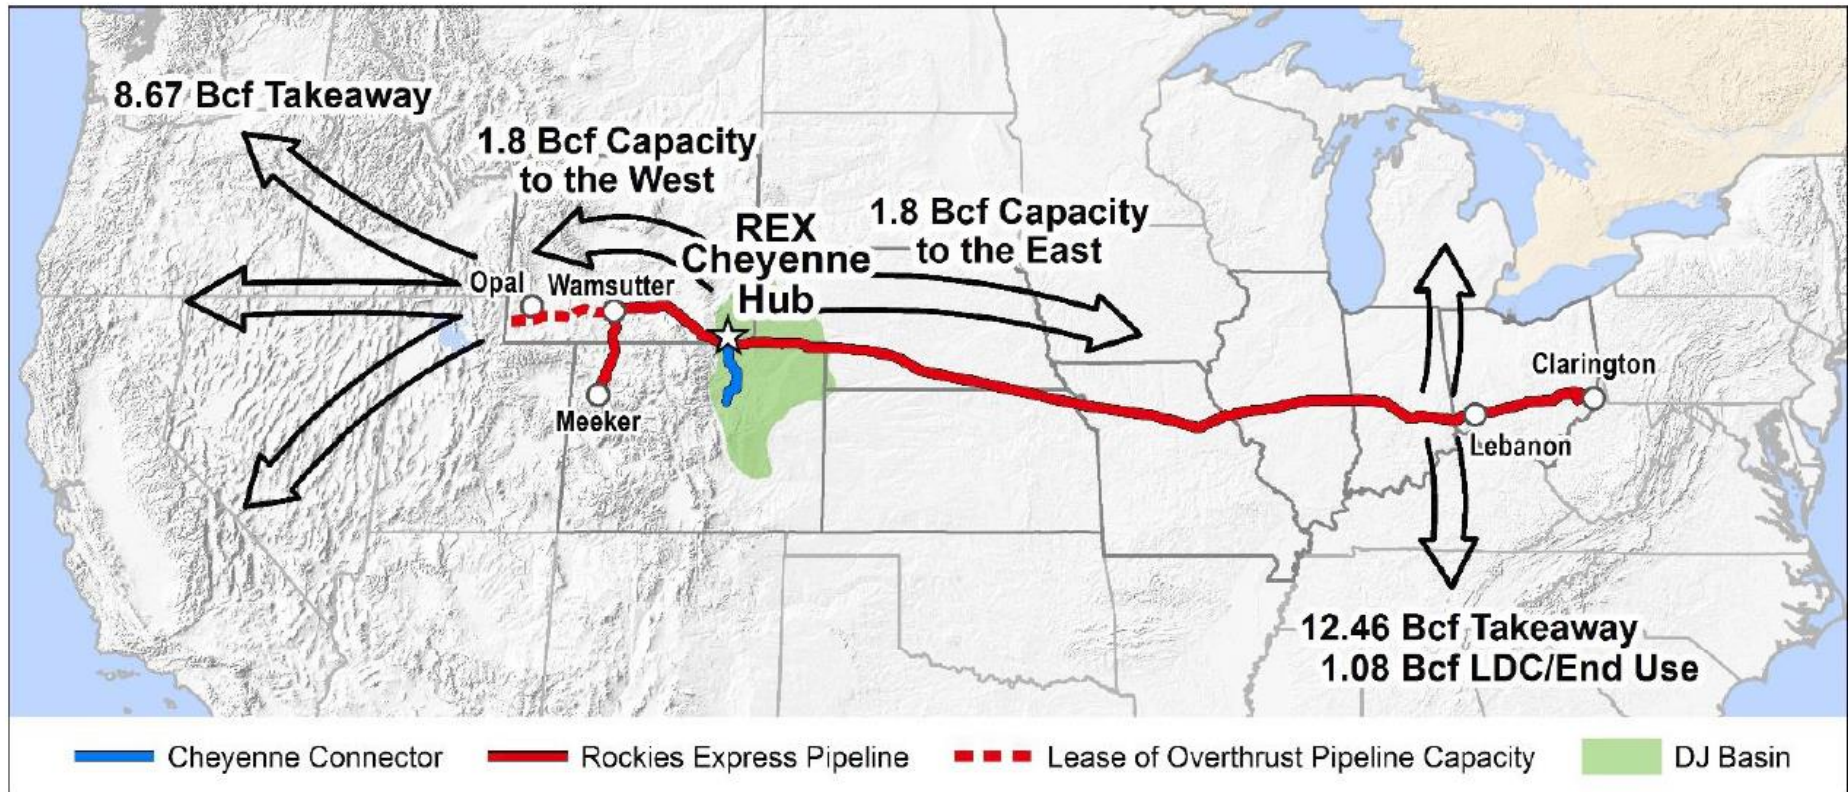 8.67 Bcf Takeaway
1.8 Bcf Capacity
to the West
REX
Cheyenne
Hub
1.8 Bcf Capacity
to the East
Opal
Wamsutter
Meeker
Clarington
Lebanon
12.46 Bcf Takeaway
1.08 Bcf LDC/End Use
Cheyenne Connector
Rockies Express Pipeline
Lease of Overthrust Pipeline Capacity
DJ Basin